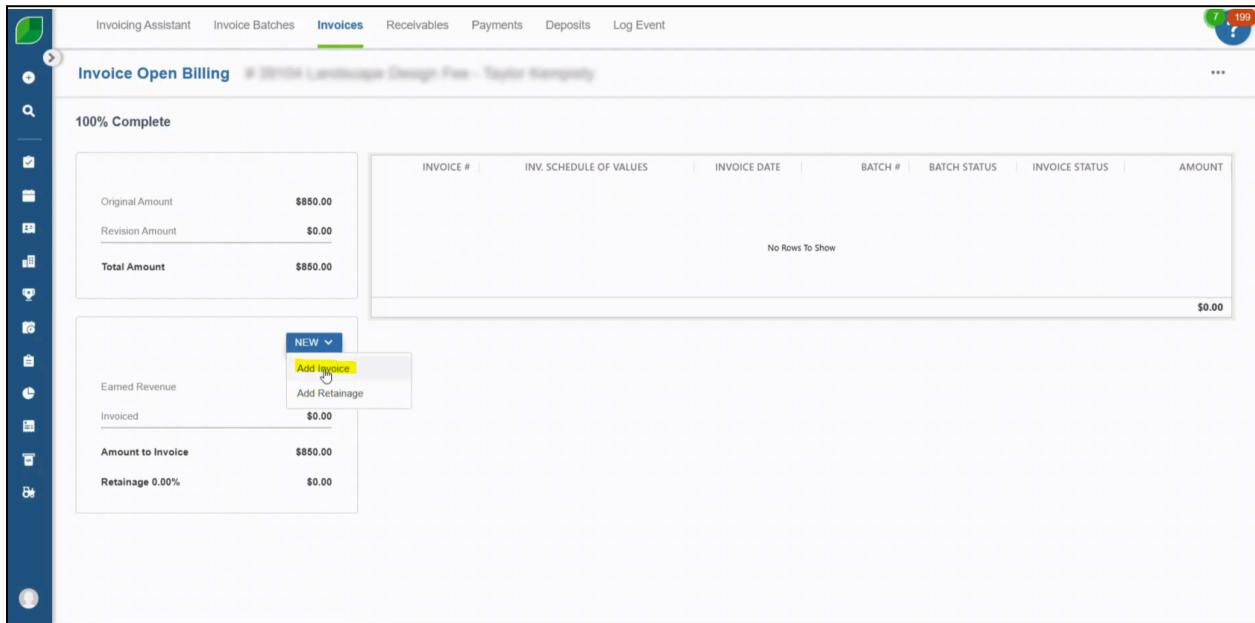 Invoicing Assistant Invoice Batches Invoices Receivables Payments Deposits Log Event
7 199
?
Invoice Open Billing
100% Complete
INVOICE # INV. SCHEDULE OF VALUES INVOICE DATE BATCH # BATCH STATUS INVOICE STATUS AMOUNT
Original Amount $850.00
Revision Amount $0.00
Total Amount $850.00
No Rows To Show
$0.00
NEW
Add Invoice
Add Retainage
Earned Revenue
Invoiced $0.00
Amount to Invoice $850.00
Retainage 0.00% $0.00